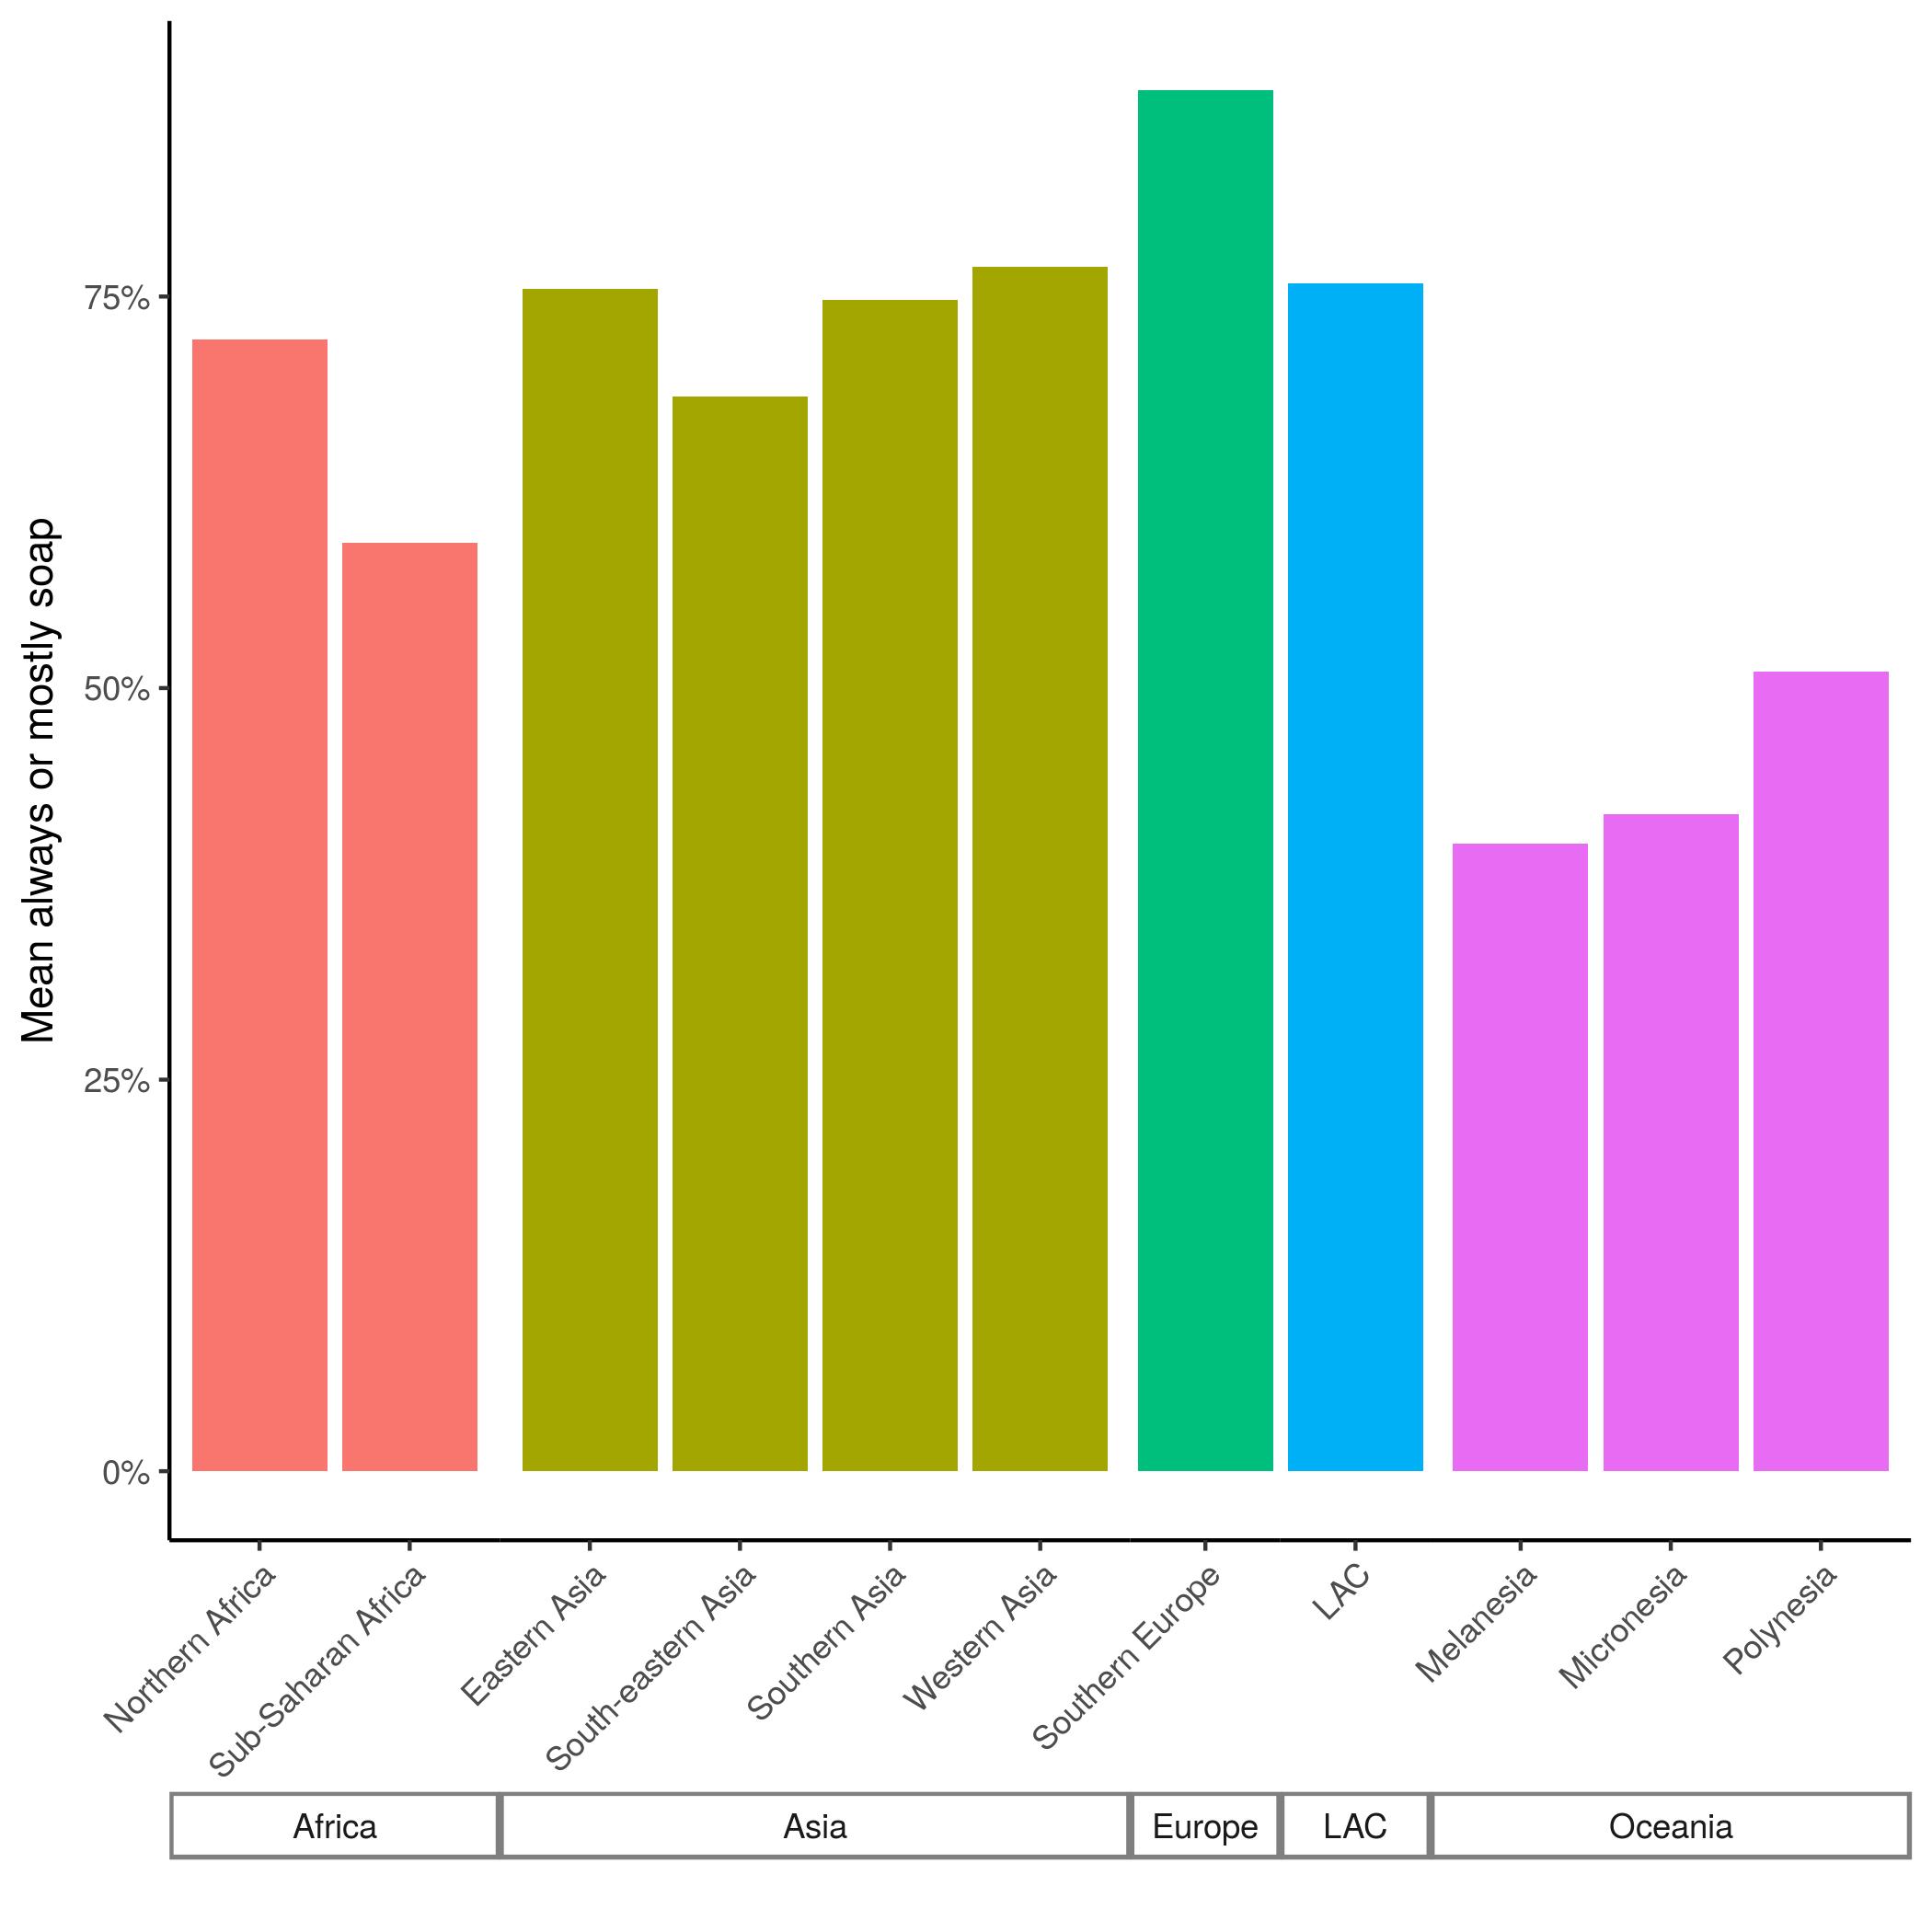 Mean always or mostly soap
75%
50%
25%
0%
Northern Africa
Sub-Saharan Africa
Eastern Asia
South-eastern Asia
Southern Asia
Western Asia
Southern Europe
LAC
Melanesia
Micronesia
Polynesia
Africa
Asia
Europe
LAC
Oceania